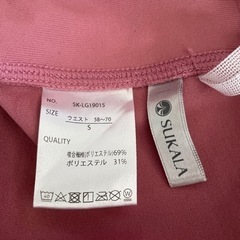 NO. SK-LG19015
SIZE ウエスト 58〜70
S
QUALITY
複合繊維(ポリエステル)69%
ポリエステル 31%
SUKALA